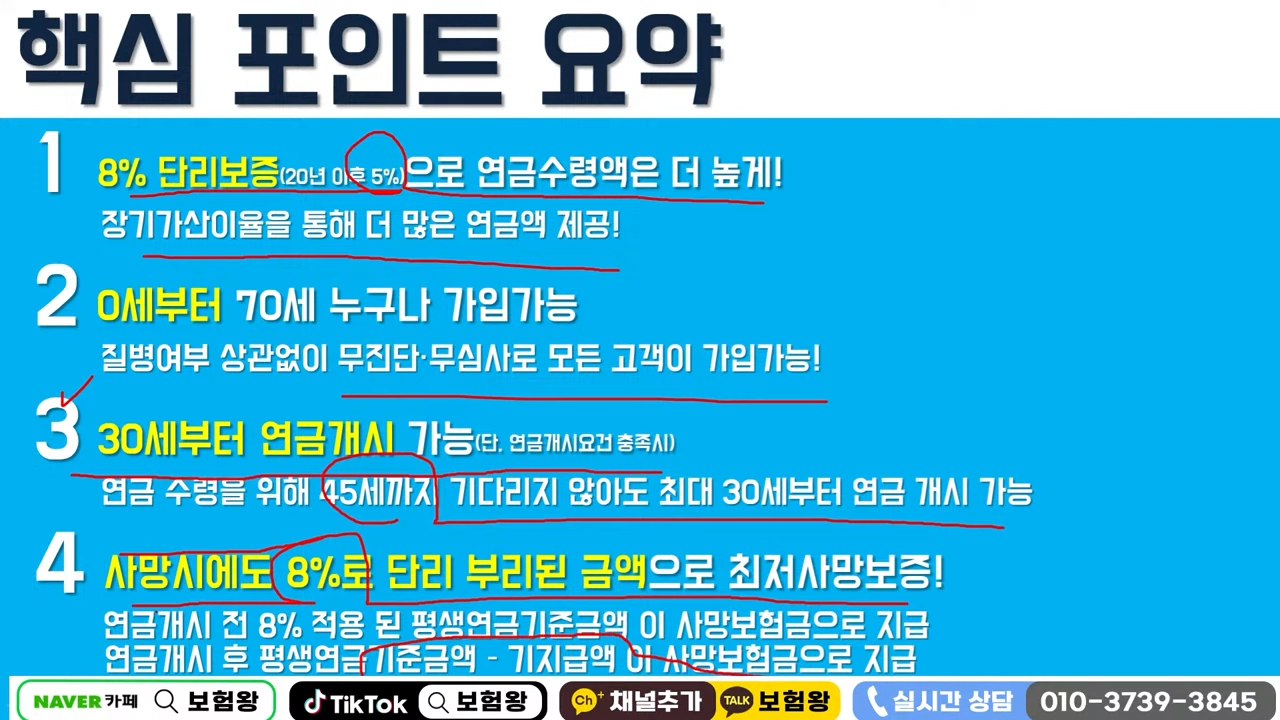 핵심 포인트 요약
1 8% 단리보증(20년 이후 5%)으로 연금수령액은 더 높게!
장기가산이율을 통해 더 많은 연금액 제공!
2 0세부터 70세 누구나 가입가능
질병여부 상관없이 무진단·무심사로 모든 고객이 가입가능!
3 30세부터 연금개시 가능(단, 연금개시요건 충족시)
연금 수령을 위해 45세까지 기다리지 않아도 최대 30세부터 연금 개시 가능
4 사망시에도 8%로 단리 부리된 금액으로 최저사망보증!
연금개시 전 8% 적용 된 평생연금기준금액 이 사망보험금으로 지급
연금개시 후 평생연금기준금액 - 기지급액 이 사망보험금으로 지급
NAVER 카페 보험왕 TikTok 보험왕 Ch+ 채널추가 TALK 보험왕 실시간 상담 010-3739-3845